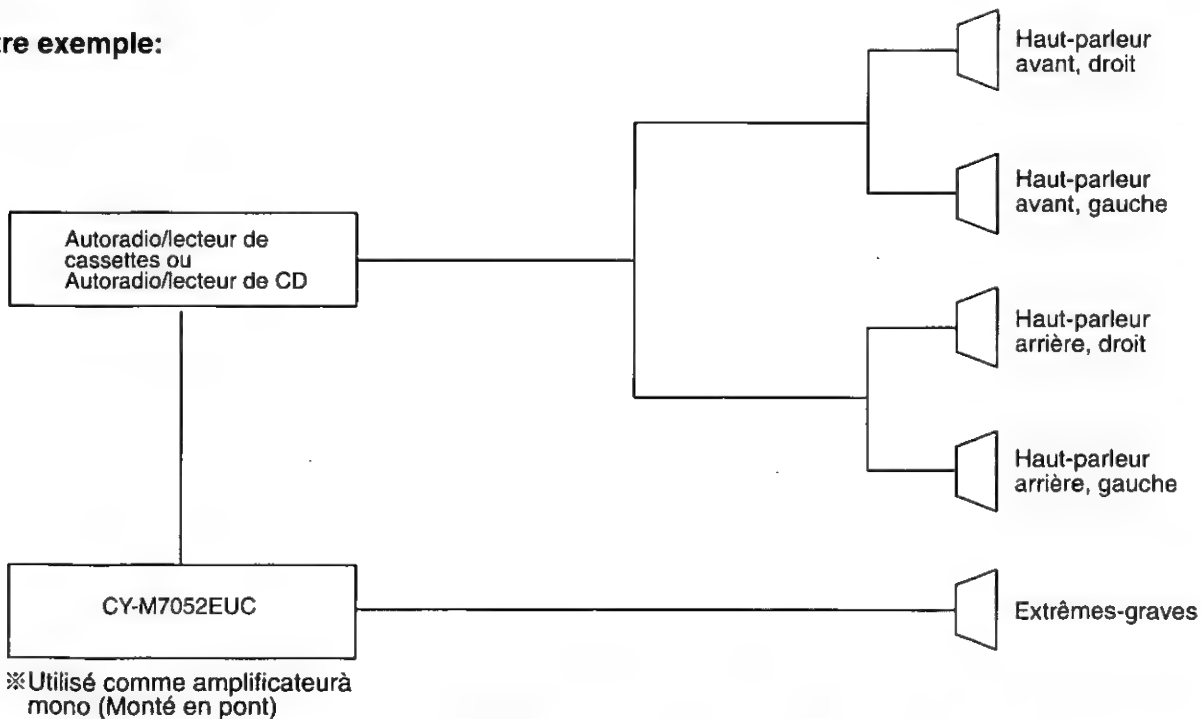 tre exemple:
Haut-parleur
avant, droit
Haut-parleur
avant, gauche
Autoradio/lecteur de
cassettes ou
Autoradio/lecteur de CD
Haut-parleur
arrière, droit
Haut-parleur
arrière, gauche
CY-M7052EUC
Extrêmes-graves
※Utilisé comme amplificateurà
mono (Monté en pont)